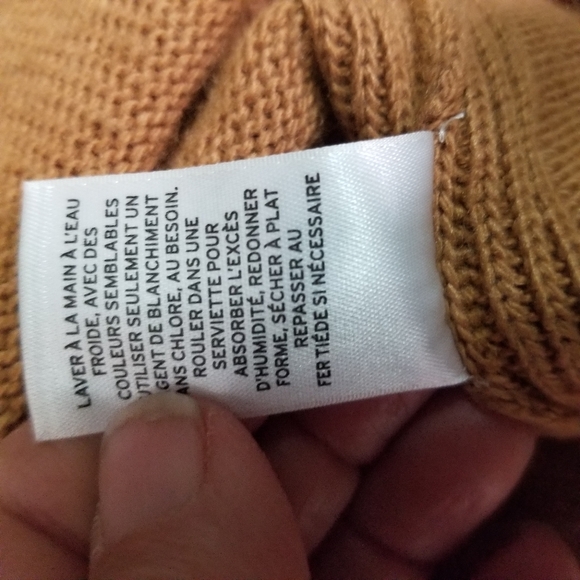 LAVER À LA MAIN À L'EAU
FROIDE, AVEC DES
COULEURS SEMBLABLES
UTILISER SEULEMENT UN
GENT DE BLANCHIMENT
ANS CHLORE, AU BESOIN.
ROULER DANS UNE
SERVIETTE POUR
ABSORBER L'EXCÈS
D'HUMIDITÉ, REDONNER
FORME, SÉCHER À PLAT
REPASSER AU
FER TIÉDE SI NÉCESSAIRE